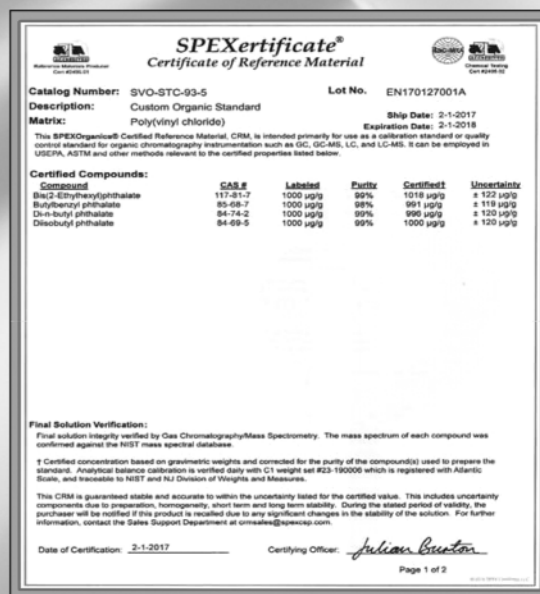 SPEXertificate®
Certificate of Reference Material
Reference Materials Producer
Cert #2495.01
Chemical Testing
Cert #2495.02
Catalog Number: SVO-STC-93-5 Lot No. EN170127001A
Description: Custom Organic Standard
Matrix: Poly(vinyl chloride)
Ship Date: 2-1-2017
Expiration Date: 2-1-2018
This SPEXOrganics® Certified Reference Material, CRM, is intended primarily for use as a calibration standard or quality
control standard for organic chromatography instrumentation such as GC, GC-MS, LC, and LC-MS. It can be employed in
USEPA, ASTM and other methods relevant to the certified properties listed below.
Certified Compounds:
Compound CAS # Labeled Purity Certified† Uncertainty
Bis(2-Ethylhexyl)phthalate 117-81-7 1000 µg/g 99% 1018 µg/g ± 122 µg/g
Butylbenzyl phthalate 85-68-7 1000 µg/g 98% 991 µg/g ± 119 µg/g
Di-n-butyl phthalate 84-74-2 1000 µg/g 99% 996 µg/g ± 120 µg/g
Diisobutyl phthalate 84-69-5 1000 µg/g 99% 1000 µg/g ± 120 µg/g
Final Solution Verification:
Final solution integrity verified by Gas Chromatography/Mass Spectrometry. The mass spectrum of each compound was
confirmed against the NIST mass spectral database.
† Certified concentration based on gravimetric weights and corrected for the purity of the compound(s) used to prepare the
standard. Analytical balance calibration is verified daily with C1 weight set #23-190006 which is registered with Atlantic
Scale, and traceable to NIST and NJ Division of Weights and Measures.
This CRM is guaranteed stable and accurate to within the uncertainty listed for the certified value. This includes uncertainty
components due to preparation, homogeneity, short term and long term stability. During the stated period of validity, the
purchaser will be notified if this product is recalled due to any significant changes in the stability of the solution. For further
information, contact the Sales Support Department at crmsales@spexcsp.com.
Date of Certification: 2-1-2017 Certifying Officer: Julian Burton
Page 1 of 2